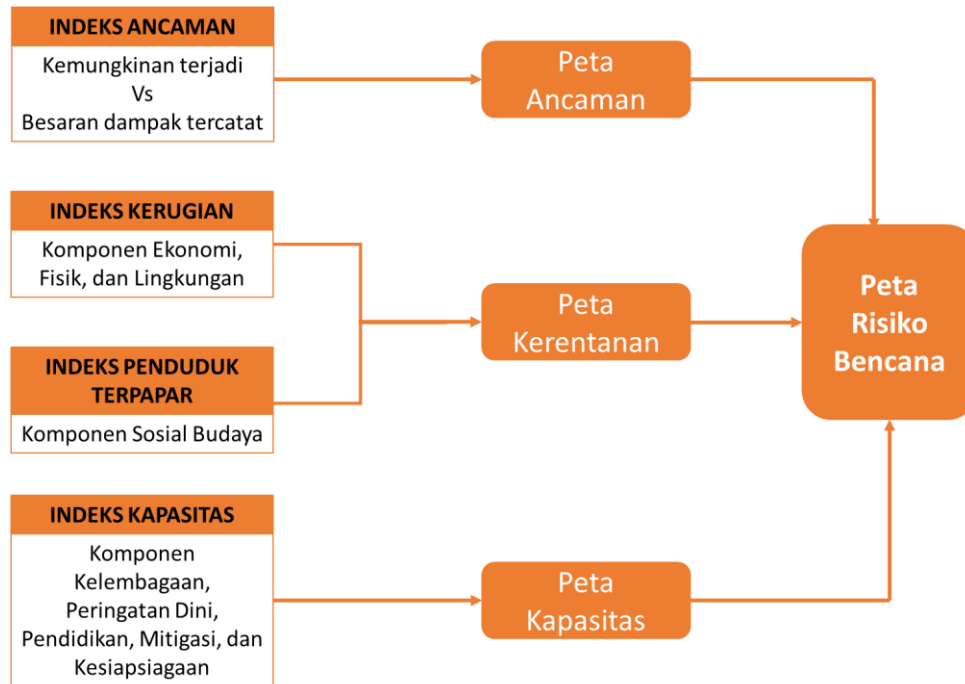 INDEKS ANCAMAN
Kemungkinan terjadi
Vs
Besaran dampak tercatat
Peta
Ancaman
INDEKS KERUGIAN
Komponen Ekonomi,
Fisik, dan Lingkungan
INDEKS PENDUDUK
TERPAPAR
Komponen Sosial Budaya
Peta
Kerentanan
Peta
Risiko
Bencana
INDEKS KAPASITAS
Komponen
Kelembagaan,
Peringatan Dini,
Pendidikan, Mitigasi, dan
Kesiapsiagaan
Peta
Kapasitas